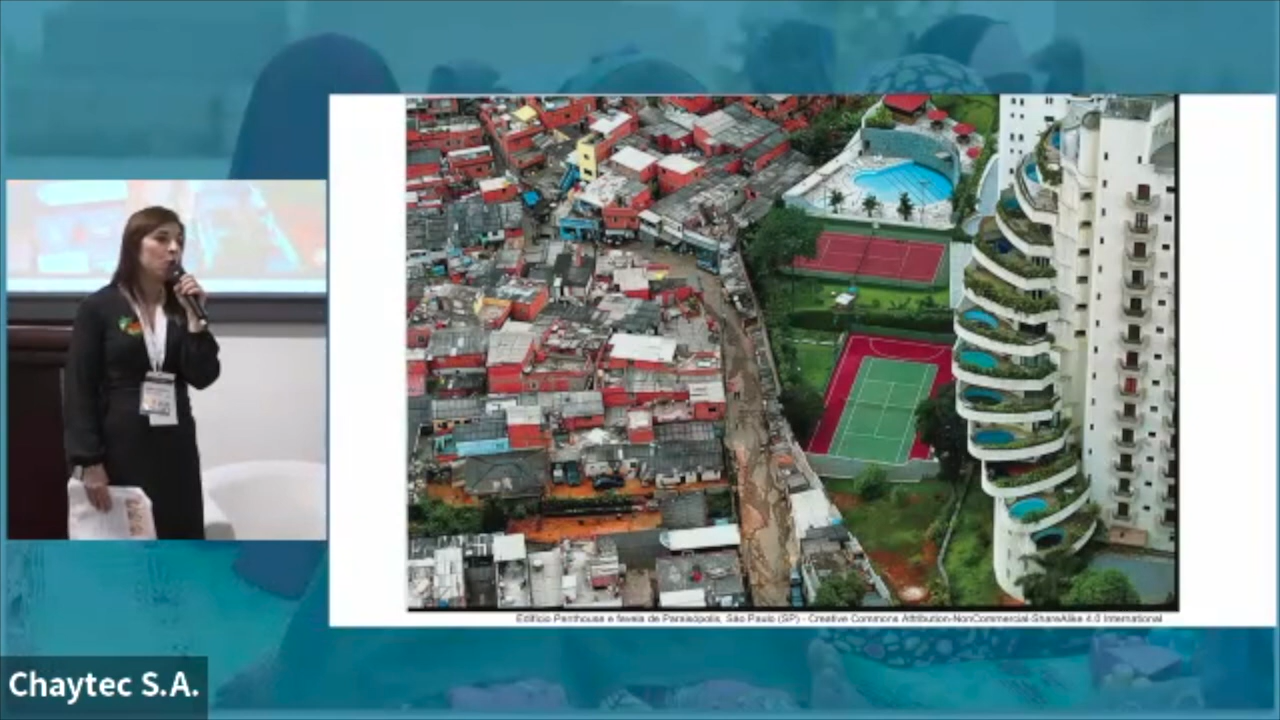 Edifício Penthouse e favela de Paraisópolis, São Paulo (SP) - Creative Commons Attribution-NonCommercial-ShareAlike 4.0 International
Chaytec S.A.